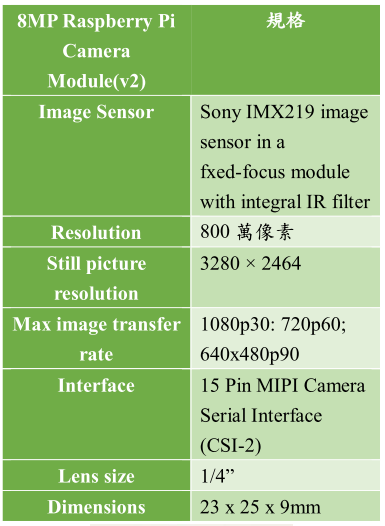 8MP Raspberry Pi
Camera
Module(v2)
規格
Image Sensor
Sony IMX219 image
sensor in a
fxed-focus module
with integral IR filter
Resolution
800 萬像素
Still picture
resolution
3280 × 2464
Max image transfer
rate
1080p30: 720p60;
640x480p90
Interface
15 Pin MIPI Camera
Serial Interface
(CSI-2)
Lens size
1/4”
Dimensions
23 x 25 x 9mm